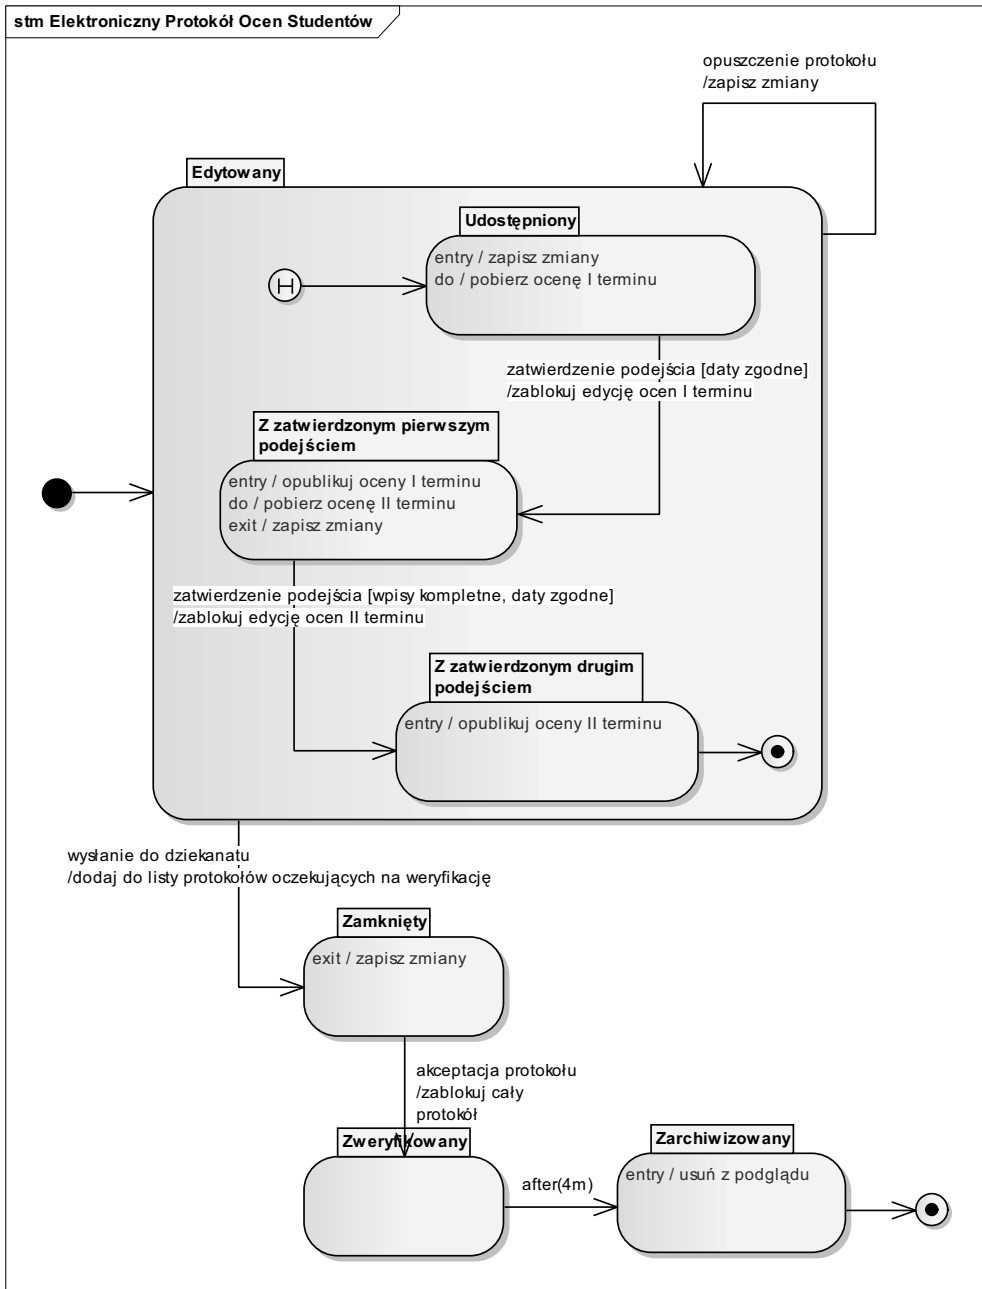 stm Elektroniczny Protokół Ocen Studentów
opuszczenie protokołu
/zapisz zmiany
Edytowany
Udostępniony
entry / zapisz zmiany
do / pobierz ocenę I terminu
H
zatwierdzenie podejścia [daty zgodne]
/zablokuj edycję ocen I terminu
Z zatwierdzonym pierwszym
podejściem
entry / opublikuj oceny I terminu
do / pobierz ocenę II terminu
exit / zapisz zmiany
zatwierdzenie podejścia [wpisy kompletne, daty zgodne]
/zablokuj edycję ocen II terminu
Z zatwierdzonym drugim
podejściem
entry / opublikuj oceny II terminu
wysłanie do dziekanatu
/dodaj do listy protokołów oczekujących na weryfikację
Zamknięty
exit / zapisz zmiany
akceptacja protokołu
/zablokuj cały
protokół
Zweryfikowany
after(4m)
Zarchiwizowany
entry / usuń z podglądu